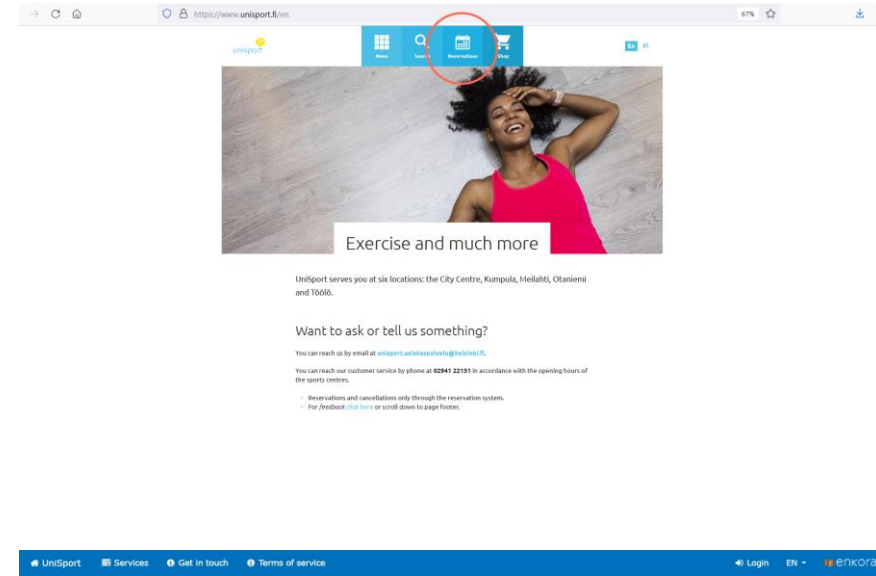 https://www.unisport.fi/en
67%
unisport
Menu
Search
Reservations
Shop
En
Fi
Exercise and much more
UniSport serves you at six locations: the City Centre, Kumpula, Meilahti, Otaniemi
and Töölö.
Want to ask or tell us something?
You can reach us by email at unisport.asiakaspalvelu@helsinki.fi.
You can reach our customer service by phone at 02941 22151 in accordance with the opening hours of
the sports centres.
Reservations and cancellations only through the reservation system.
For feedback click here or scroll down to page footer.
UniSport
Services
Get in touch
Terms of service
Login
EN
enkora